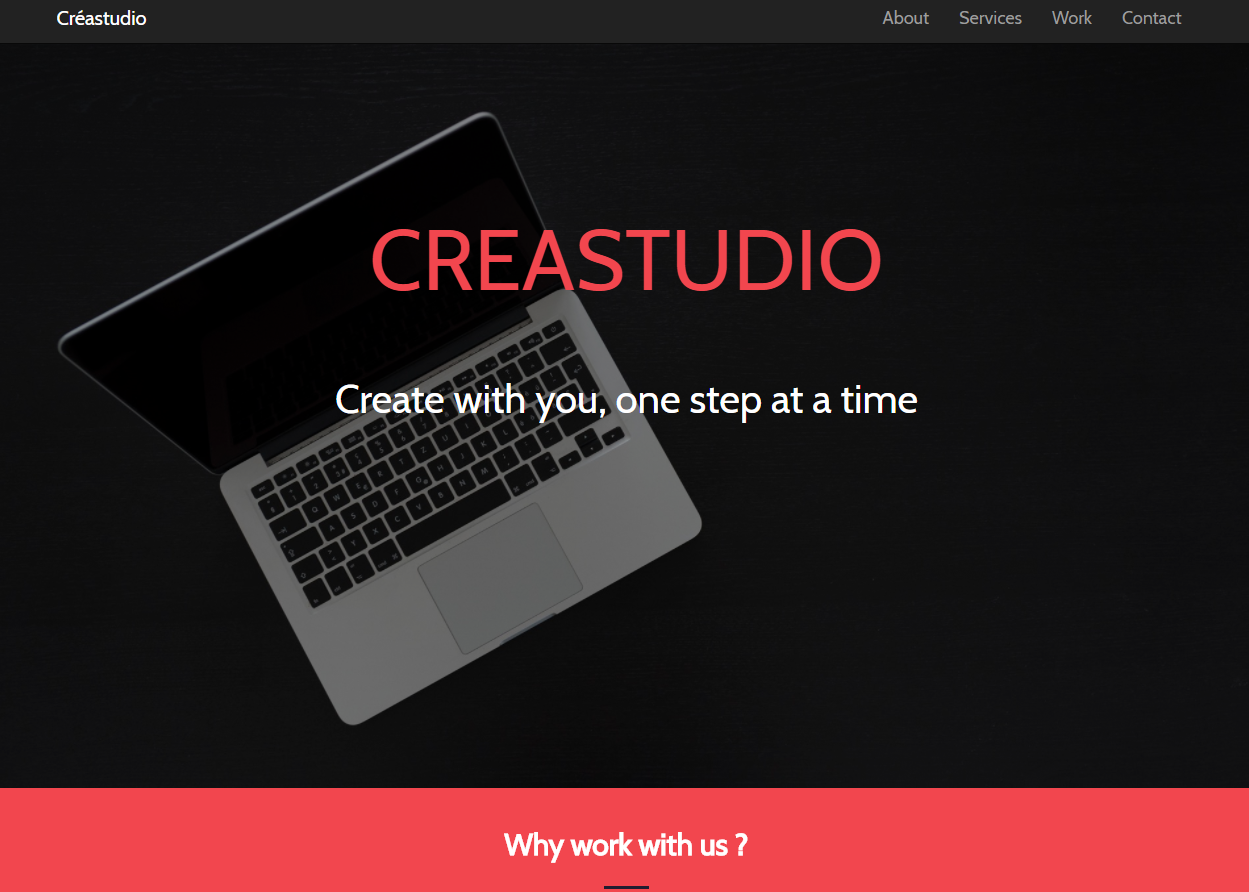 Créastudio
About Services Work Contact
CREASTUDIO
Create with you, one step at a time
Why work with us ?